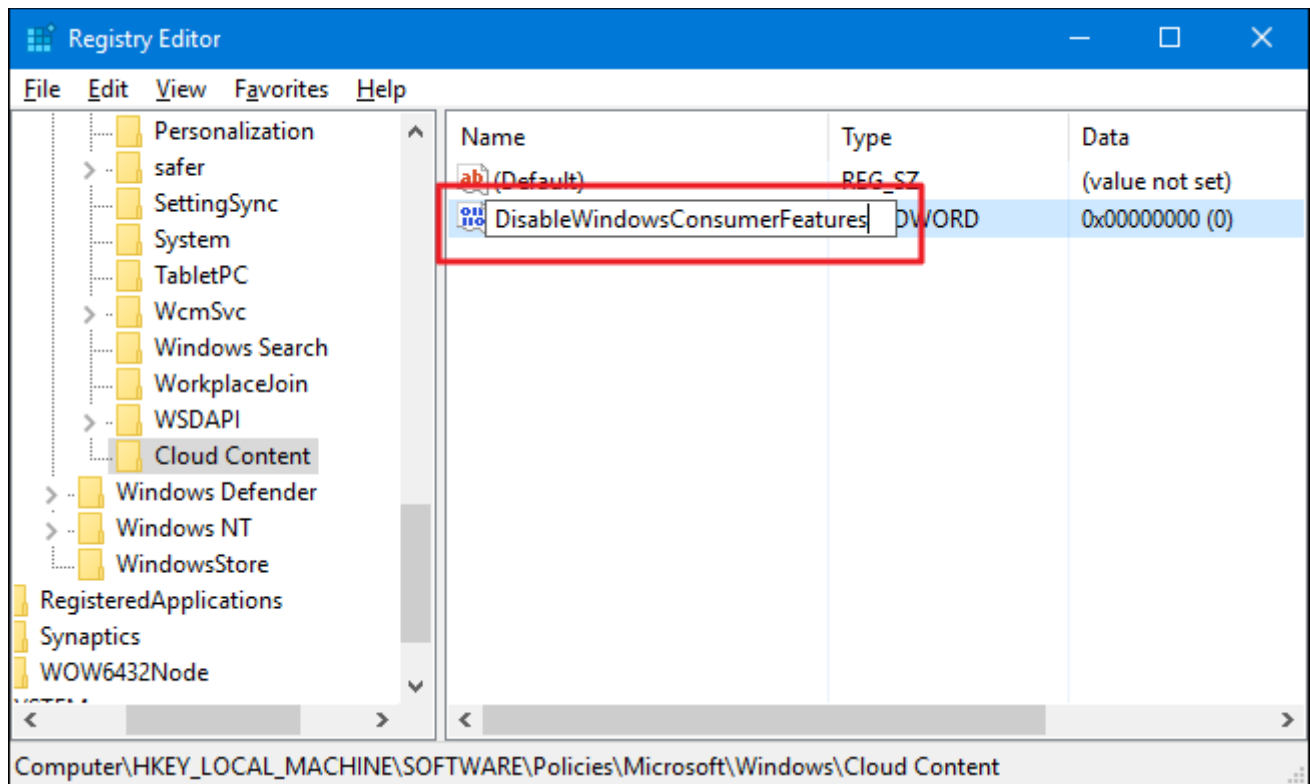 Registry Editor
File Edit View Favorites Help
Personalization
safer
SettingSync
System
TabletPC
WcmSvc
Windows Search
WorkplaceJoin
WSDAPI
Cloud Content
Windows Defender
Windows NT
WindowsStore
RegisteredApplications
Synaptics
WOW6432Node
Name Type Data
(Default) REG_SZ (value not set)
DisableWindowsConsumerFeatures DWORD 0x00000000 (0)
Computer\HKEY_LOCAL_MACHINE\SOFTWARE\Policies\Microsoft\Windows\Cloud Content